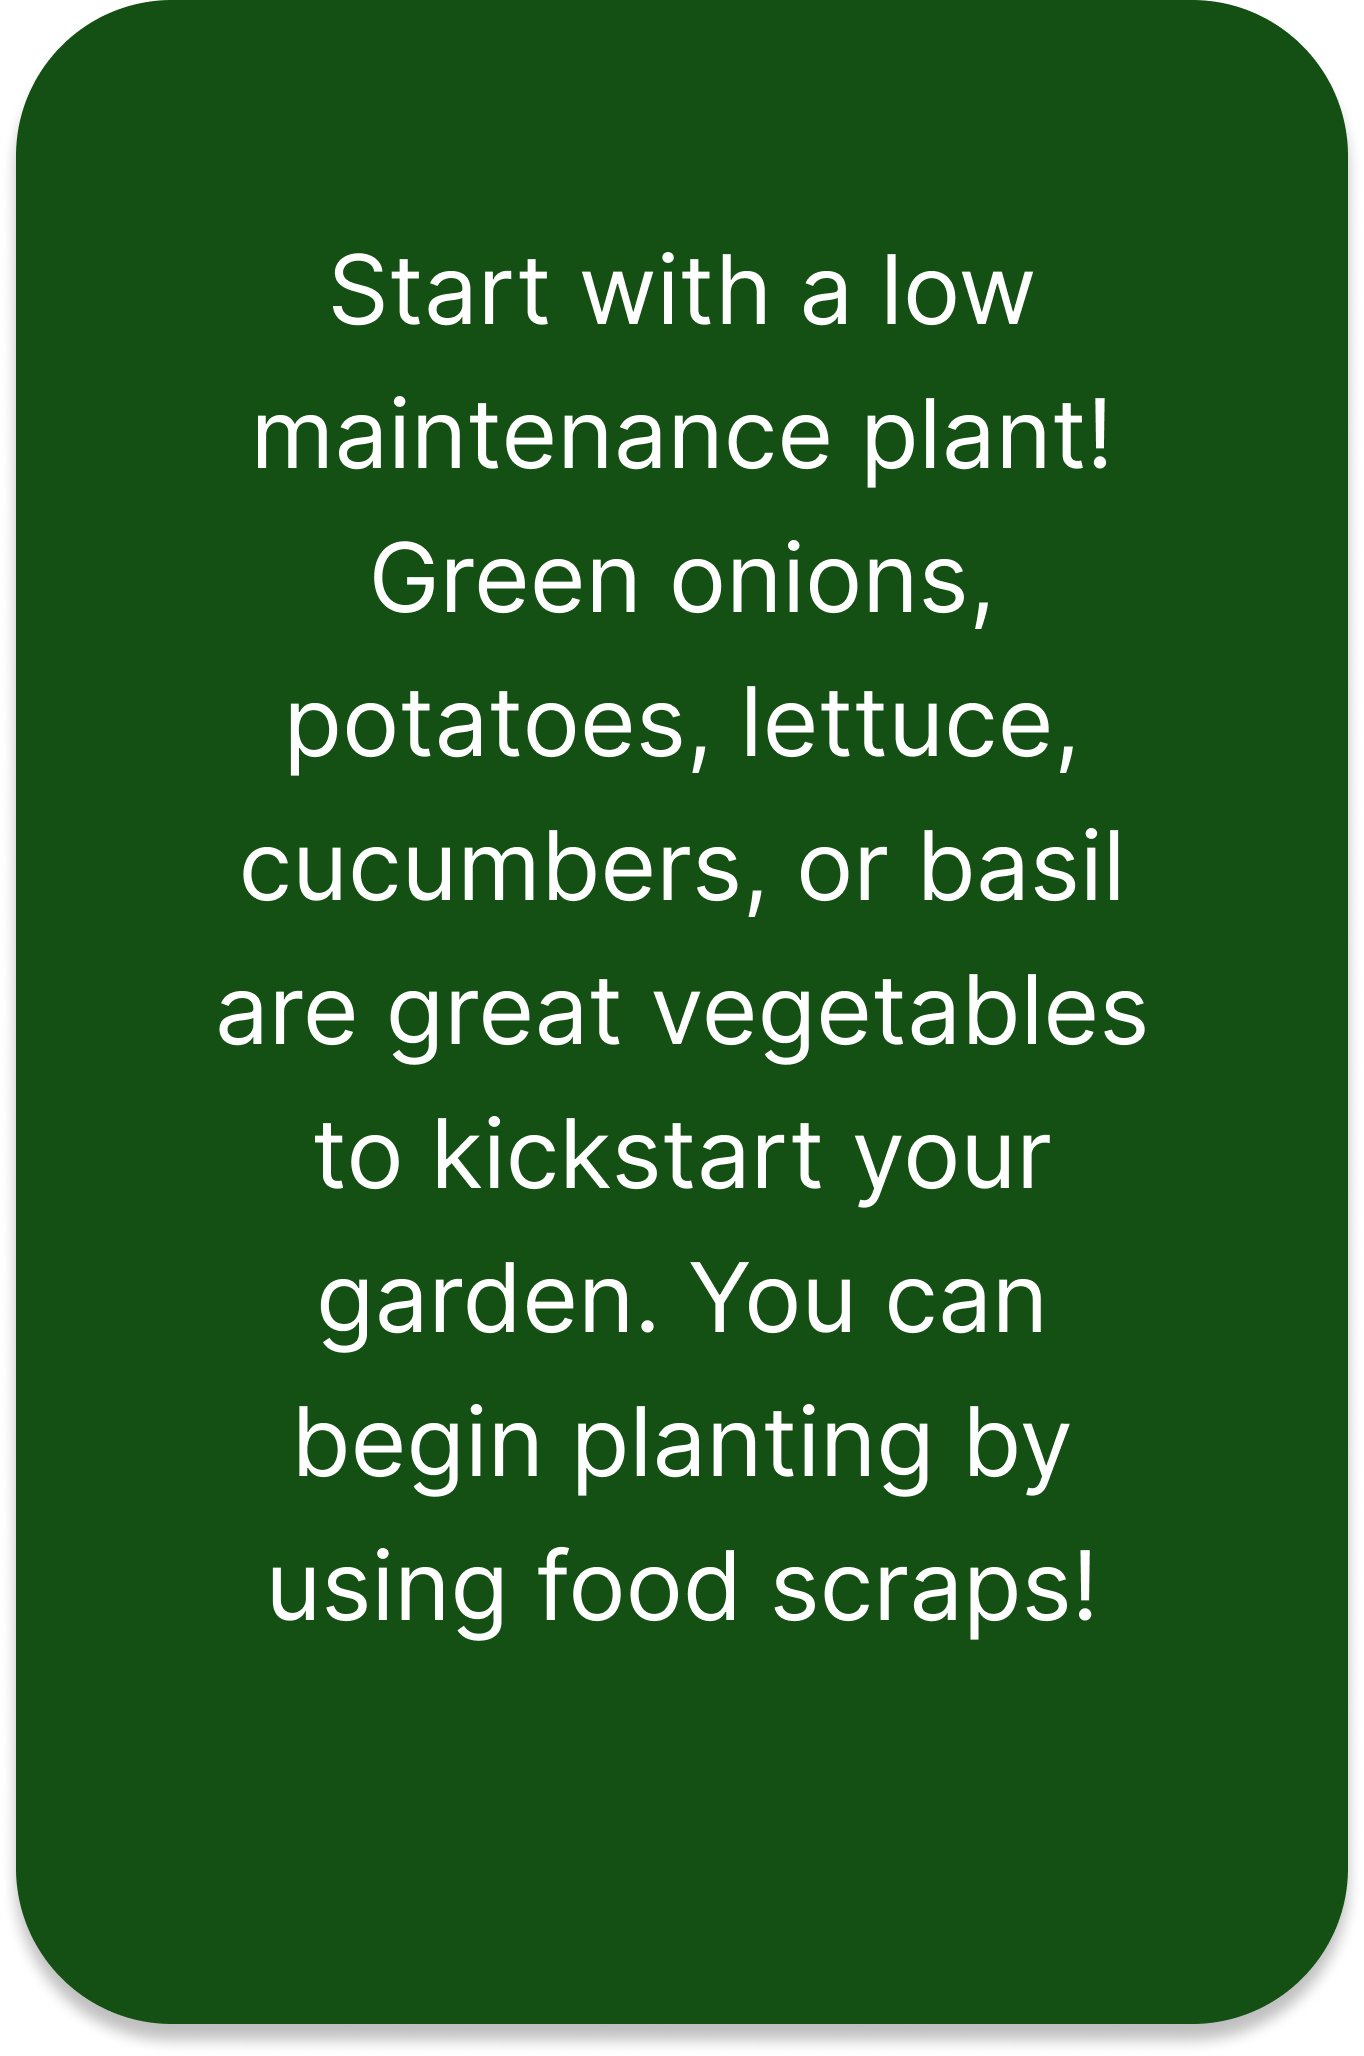 Start with a low
maintenance plant!
Green onions,
potatoes, lettuce,
cucumbers, or basil
are great vegetables
to kickstart your
garden. You can
begin planting by
using food scraps!